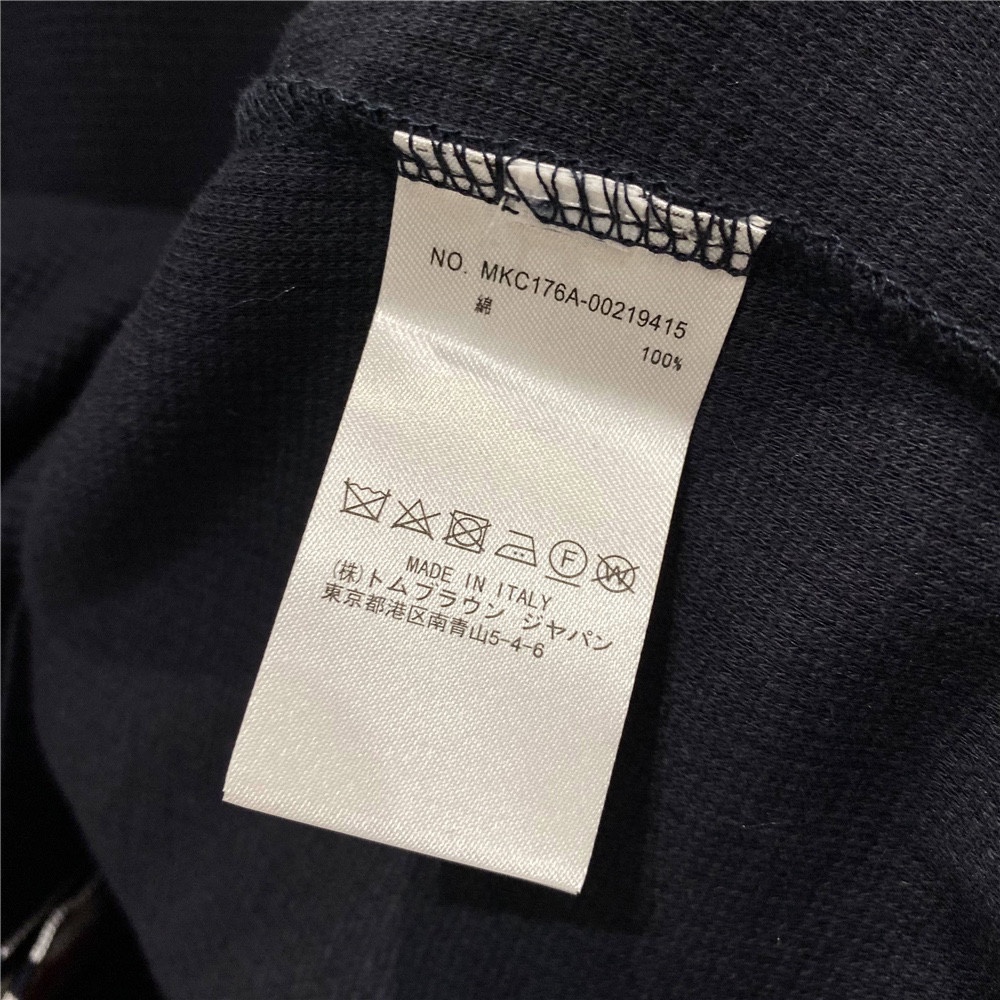 NO. MKC176A-00219415
綿
100%
F W
MADE IN ITALY
(株)トムブラウン ジャパン
東京都港区南青山5-4-6